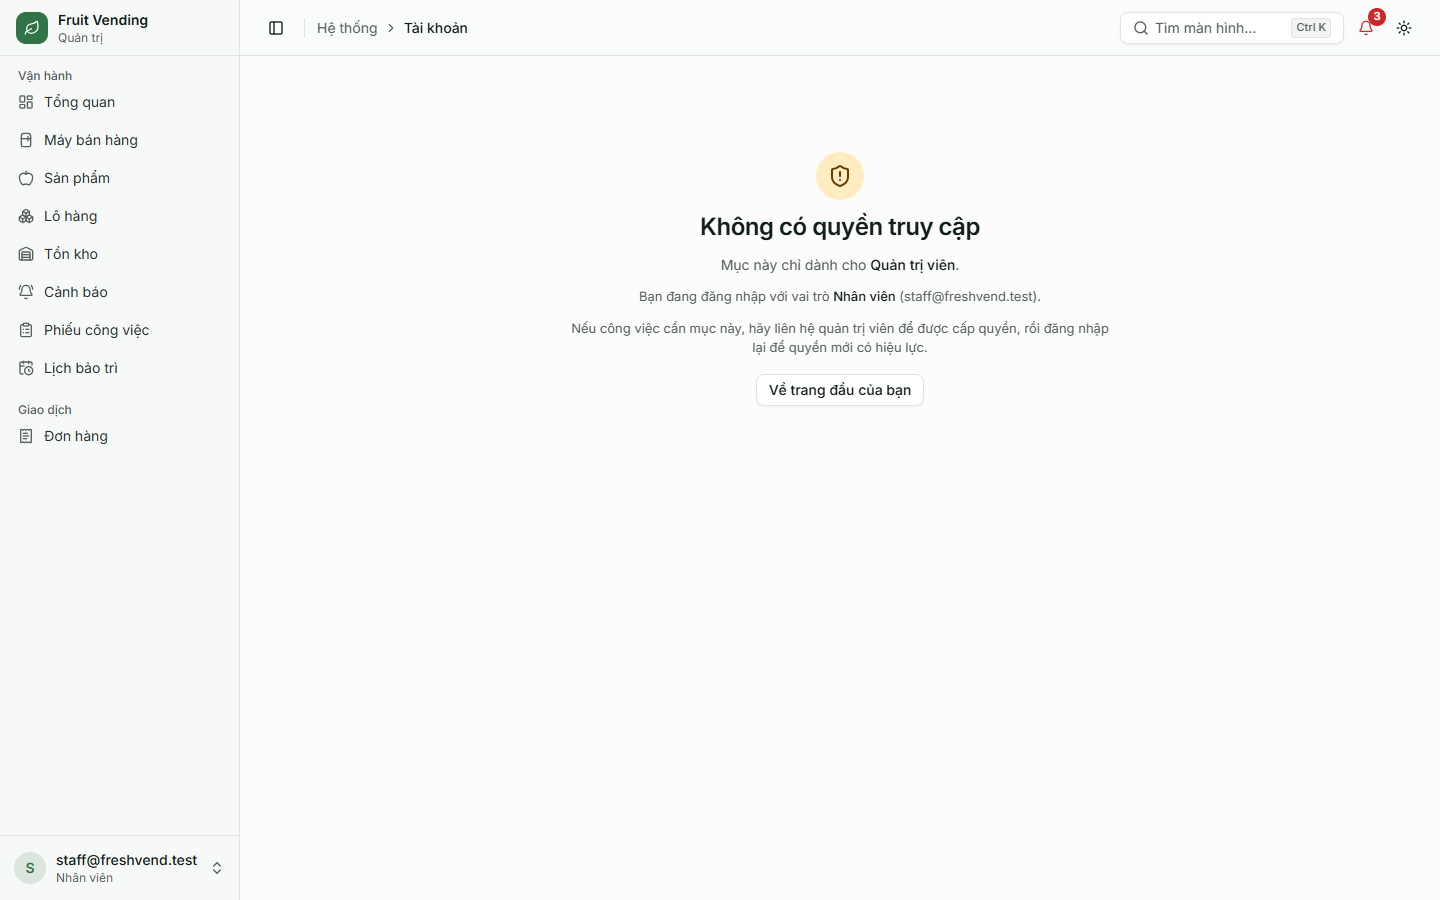 Fruit Vending
Quản trị
Vận hành
Tổng quan
Máy bán hàng
Sản phẩm
Lô hàng
Tồn kho
Cảnh báo
Phiếu công việc
Lịch bảo trì
Giao dịch
Đơn hàng
staff@freshvend.test
Nhân viên
S
Hệ thống > Tài khoản
Tìm màn hình...
Ctrl K
3
Không có quyền truy cập
Mục này chỉ dành cho Quản trị viên.
Bạn đang đăng nhập với vai trò Nhân viên (staff@freshvend.test).
Nếu công việc cần mục này, hãy liên hệ quản trị viên để được cấp quyền, rồi đăng nhập
lại để quyền mới có hiệu lực.
Về trang đầu của bạn